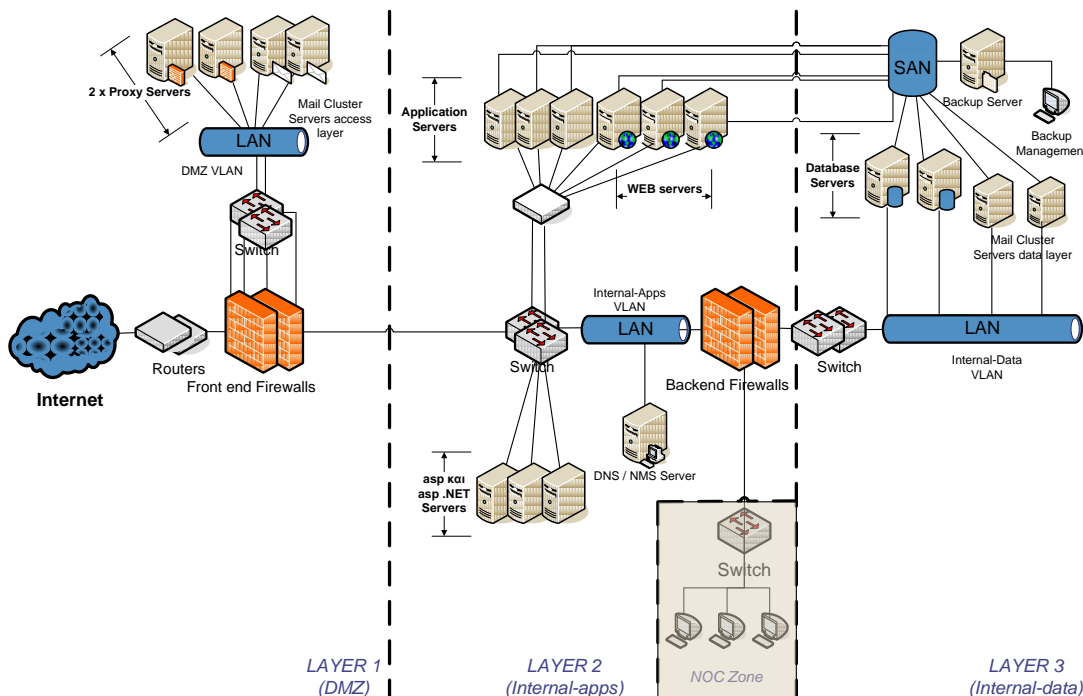 2 x Proxy Servers
Mail Cluster
Servers access
layer
LAN
DMZ VLAN
Switch
Internet
Routers
Front end Firewalls
LAYER 1
(DMZ)
Application
Servers
WEB servers
Internal-Apps
VLAN
LAN
Switch
Backend Firewalls
DNS / NMS Server
asp και
asp .NET
Servers
Switch
NOC Zone
LAYER 2
(Internal-apps)
SAN
Backup Server
Backup
Managemen
Database
Servers
Mail Cluster
Servers data layer
Switch
LAN
Internal-Data
VLAN
LAYER 3
(Internal-data)